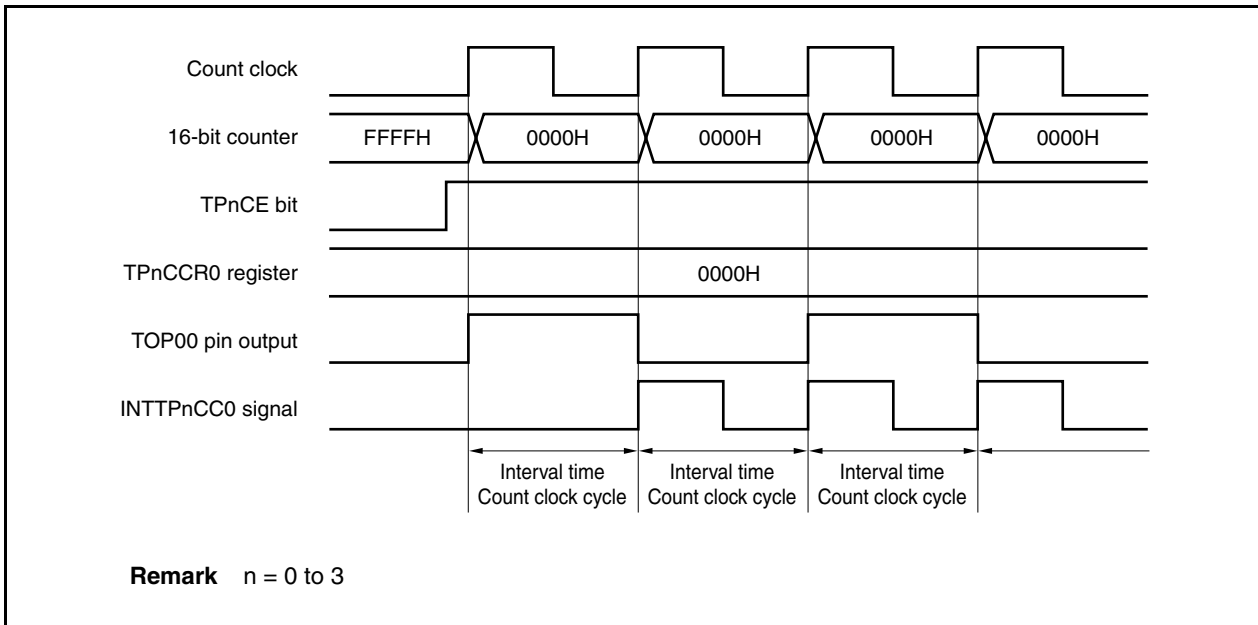 Count clock
16-bit counter
FFFFH
0000H
0000H
0000H
0000H
TPnCE bit
TPnCCR0 register
0000H
TOP00 pin output
INTTPnCC0 signal
Interval time
Count clock cycle
Interval time
Count clock cycle
Interval time
Count clock cycle
Remark n = 0 to 3